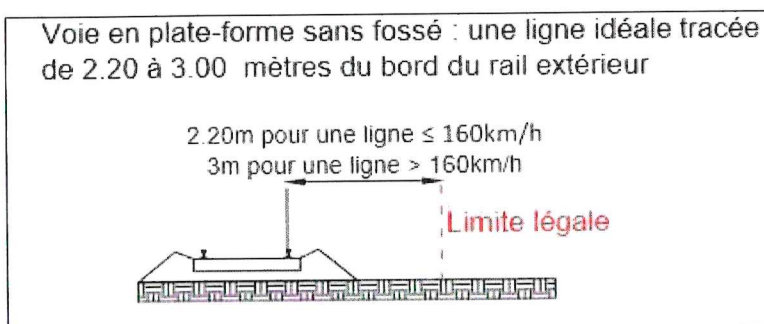 Voie en plate-forme sans fossé : une ligne idéale tracée
de 2.20 à 3.00 mètres du bord du rail extérieur
2.20m pour une ligne ≤ 160km/h
3m pour une ligne > 160km/h
Limite légale